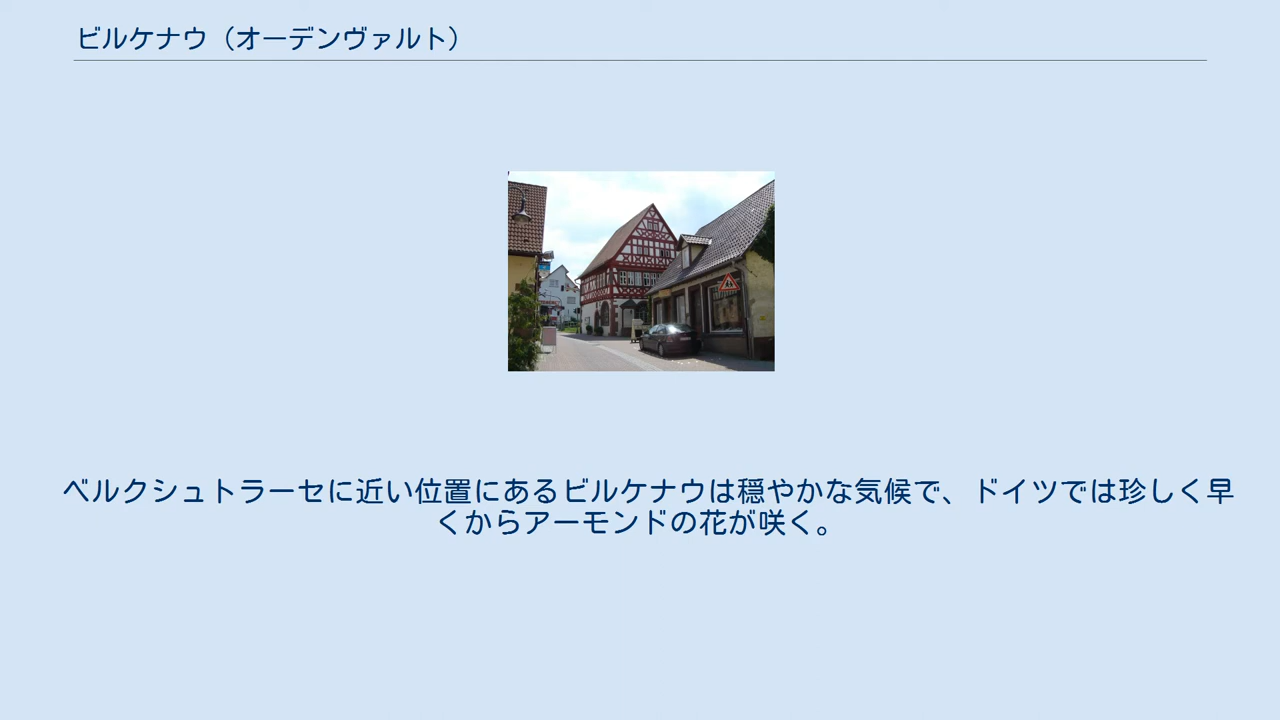 ビルケナウ（オーデンヴァルト）
ベルクシュトラーセに近い位置にあるビルケナウは穏やかな気候で、ドイツでは珍しく早
くからアーモンドの花が咲く。